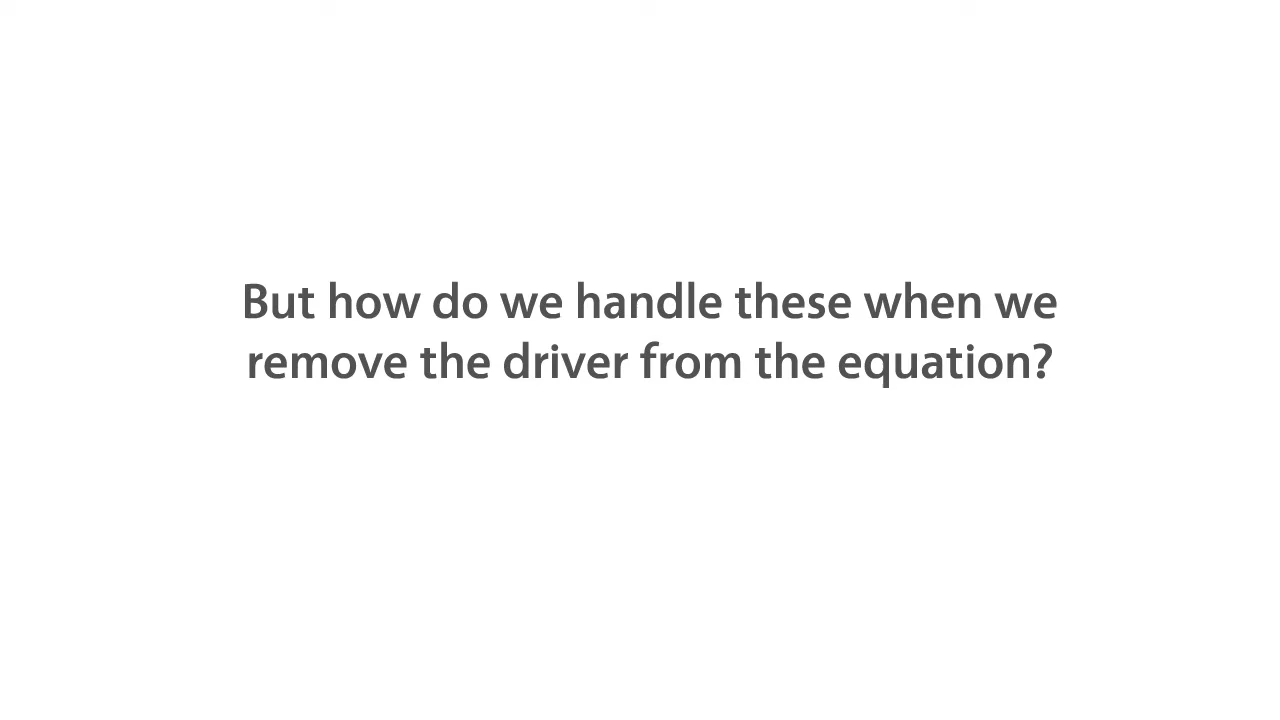 But how do we handle these when we
remove the driver from the equation?